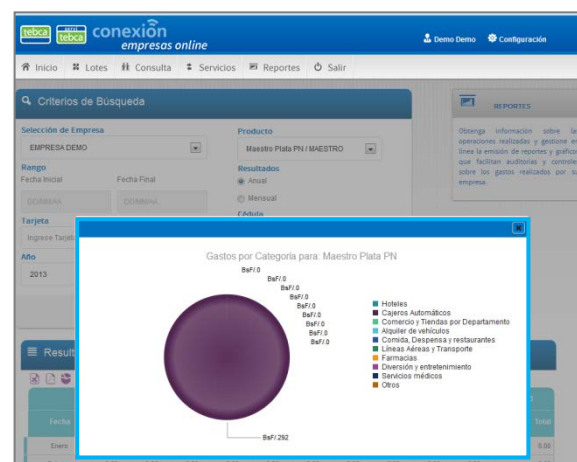 tebca
tebca
conexión
empresas online
Demo Demo
Configuración
Inicio
Lotes
Consulta
Servicios
Reportes
Salir
Criterios de Búsqueda
REPORTES
Selección de Empresa
Producto
EMPRESA DEMO
Maestro Plata PN / MAESTRO
Obtenga información sobre las
operaciones realizadas y gestione en
línea la emisión de reportes y gráficos
que facilitan auditorías y controles
sobre los gastos realizados por su
empresa.
Rango
Resultados
Fecha Inicial
Fecha Final
Anual
Mensual
Tarjeta
Cédula
Ingrese Tarjeta
Año
2013
Gastos por Categoría para: Maestro Plata PN
BsF/.0
BsF/.0
BsF/.0
BsF/.0
BsF/.0
BsF/.0
BsF/.0
BsF/.0
BsF/.0
Hoteles
Cajeros Automáticos
Comercio y Tiendas por Departamento
Alquiler de vehículos
Comida, Despensa y restaurantes
Líneas Aéreas y Transporte
Farmacias
Diversión y entretenimiento
Servicios médicos
Otros
BsF/.292
Result
Fecha
Total
Enero
0.00